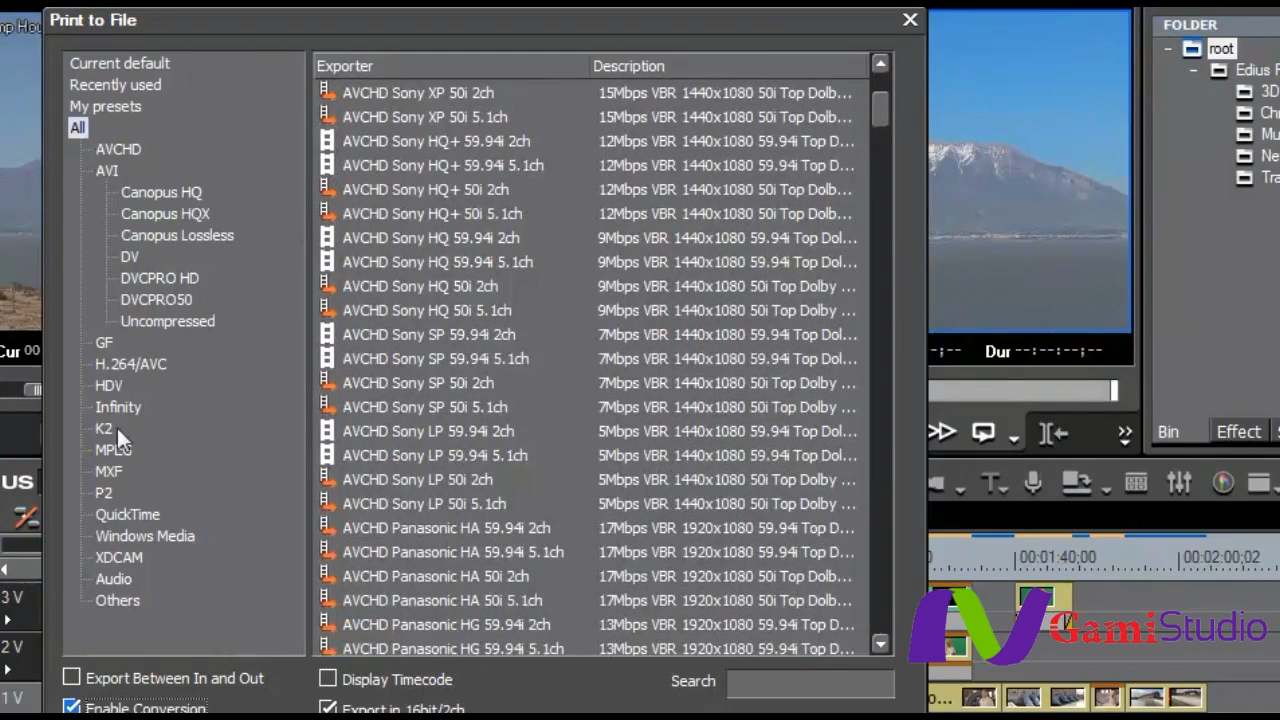 Print to File
mp Hou
FOLDER
root
Edius F
3D
Ch
Mu
Ne
Tra
Current default
Recently used
My presets
All
AVCHD
AVI
Canopus HQ
Canopus HQX
Canopus Lossless
DV
DVCPRO HD
DVCPRO50
Uncompressed
GF
H.264/AVC
HDV
Infinity
K2
MPEG
MXF
P2
QuickTime
Windows Media
XDCAM
Audio
Others
Exporter Description
AVCHD Sony XP 50i 2ch 15Mbps VBR 1440x1080 50i Top Dolb...
AVCHD Sony XP 50i 5.1ch 15Mbps VBR 1440x1080 50i Top Dolb...
AVCHD Sony HQ+ 59.94i 2ch 12Mbps VBR 1440x1080 59.94i Top D...
AVCHD Sony HQ+ 59.94i 5.1ch 12Mbps VBR 1440x1080 59.94i Top D...
AVCHD Sony HQ+ 50i 2ch 12Mbps VBR 1440x1080 50i Top Dolb...
AVCHD Sony HQ+ 50i 5.1ch 12Mbps VBR 1440x1080 50i Top Dolb...
AVCHD Sony HQ 59.94i 2ch 9Mbps VBR 1440x1080 59.94i Top Dol...
AVCHD Sony HQ 59.94i 5.1ch 9Mbps VBR 1440x1080 59.94i Top Dol...
AVCHD Sony HQ 50i 2ch 9Mbps VBR 1440x1080 50i Top Dolby ...
AVCHD Sony HQ 50i 5.1ch 9Mbps VBR 1440x1080 50i Top Dolby ...
AVCHD Sony SP 59.94i 2ch 7Mbps VBR 1440x1080 59.94i Top Dol...
AVCHD Sony SP 59.94i 5.1ch 7Mbps VBR 1440x1080 59.94i Top Dol...
AVCHD Sony SP 50i 2ch 7Mbps VBR 1440x1080 50i Top Dolby ...
AVCHD Sony SP 50i 5.1ch 7Mbps VBR 1440x1080 50i Top Dolby ...
AVCHD Sony LP 59.94i 2ch 5Mbps VBR 1440x1080 59.94i Top Dol...
AVCHD Sony LP 59.94i 5.1ch 5Mbps VBR 1440x1080 59.94i Top Dol...
AVCHD Sony LP 50i 2ch 5Mbps VBR 1440x1080 50i Top Dolby ...
AVCHD Sony LP 50i 5.1ch 5Mbps VBR 1440x1080 50i Top Dolby ...
AVCHD Panasonic HA 59.94i 2ch 17Mbps VBR 1920x1080 59.94i Top D...
AVCHD Panasonic HA 59.94i 5.1ch 17Mbps VBR 1920x1080 59.94i Top D...
AVCHD Panasonic HA 50i 2ch 17Mbps VBR 1920x1080 50i Top Dolb...
AVCHD Panasonic HA 50i 5.1ch 17Mbps VBR 1920x1080 50i Top Dolb...
AVCHD Panasonic HG 59.94i 2ch 13Mbps VBR 1920x1080 59.94i Top D...
AVCHD Panasonic HG 59.94i 5.1ch 13Mbps VBR 1920x1080 59.94i Top D...
Export Between In and Out
Display Timecode
Search
Enable Conversion
Export in 16bit/2ch
Cur 00
Dur --:--:--;--
Bin Effect
US
3 V
2 V
1 V
00:01:40;00 00:02:00;02
GamiStudio